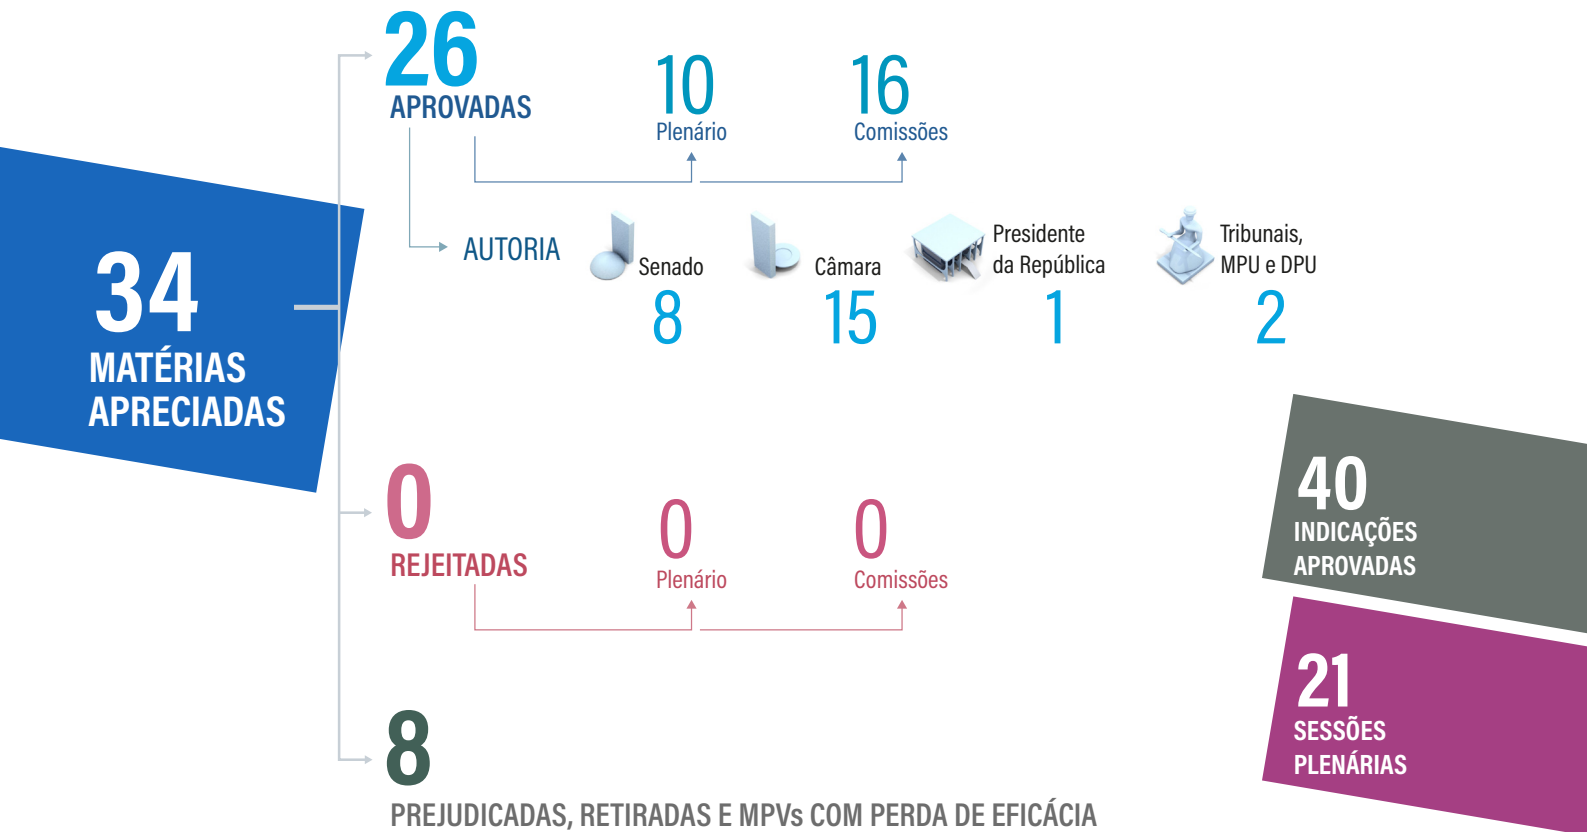 34
MATÉRIAS
APRECIADAS
26
APROVADAS
10
Plenário
16
Comissões
AUTORIA
Senado
8
Câmara
15
Presidente
da República
1
Tribunais,
MPU e DPU
2
0
REJEITADAS
0
Plenário
0
Comissões
8
PREJUDICADAS, RETIRADAS E MPVs COM PERDA DE EFICÁCIA
40
INDICAÇÕES
APROVADAS
21
SESSÕES
PLENÁRIAS